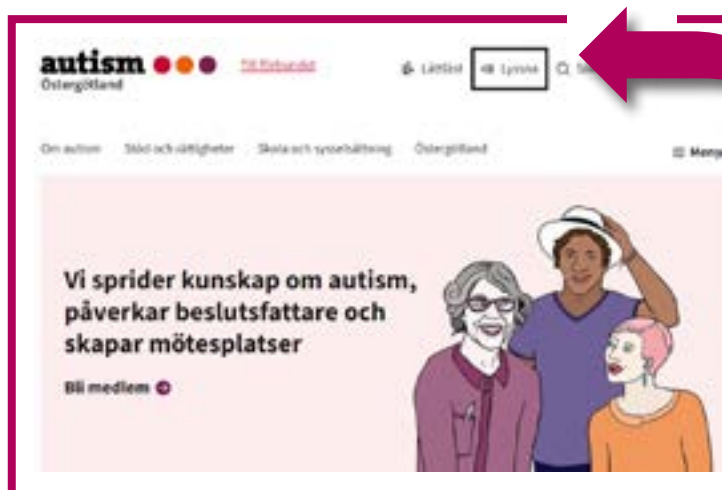 autism
Till förbundet
Lättläst
Lyssna
Östergötland
Om autism
Stöd och rättigheter
Skola och sysselsättning
Östergötland
Meny
Vi sprider kunskap om autism,
påverkar beslutsfattare och
skapar mötesplatser
Bli medlem